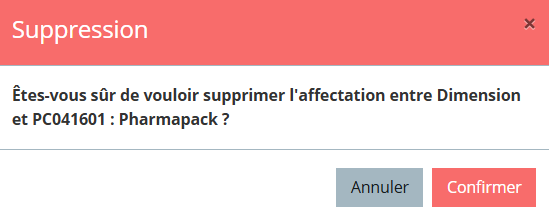 Suppression
×
Êtes-vous sûr de vouloir supprimer l'affectation entre Dimension
et PC041601 : Pharmapack ?
Annuler
Confirmer